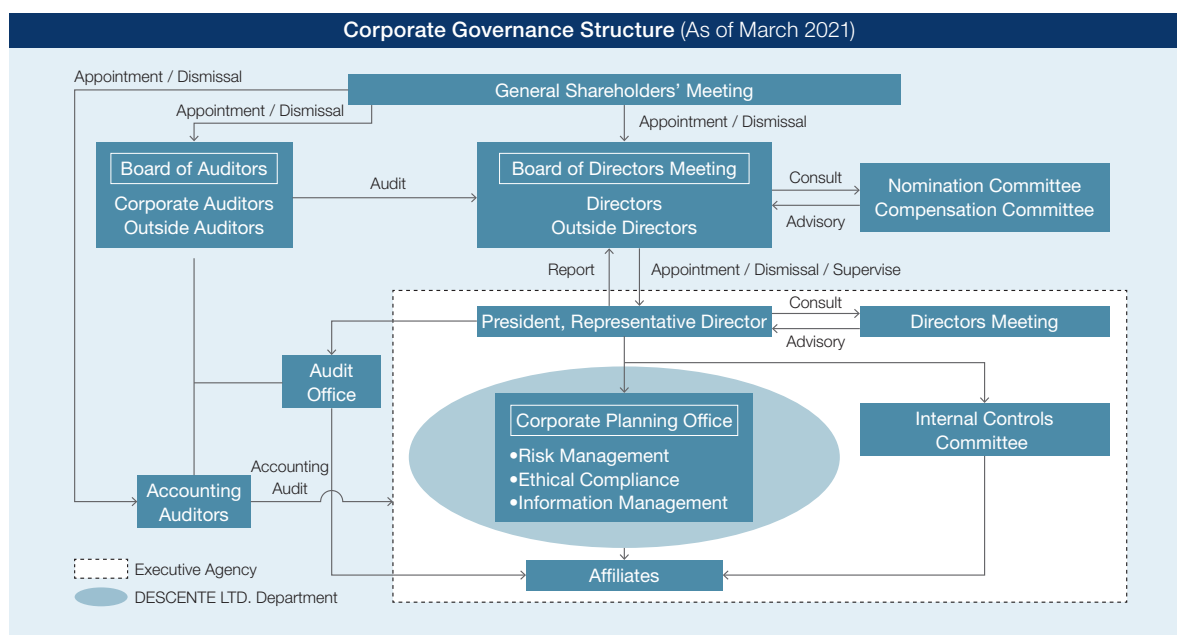 Corporate Governance Structure (As of March 2021)
Appointment / Dismissal
General Shareholders’ Meeting
Appointment / Dismissal
Appointment / Dismissal
Board of Auditors
Corporate Auditors
Outside Auditors
Audit
Board of Directors Meeting
Directors
Outside Directors
Consult
Advisory
Nomination Committee
Compensation Committee
Report
Appointment / Dismissal / Supervise
President, Representative Director
Consult
Advisory
Directors Meeting
Audit
Office
Corporate Planning Office
•Risk Management
•Ethical Compliance
•Information Management
Internal Controls
Committee
Accounting
Auditors
Accounting
Audit
Affiliates
Executive Agency
DESCENTE LTD. Department